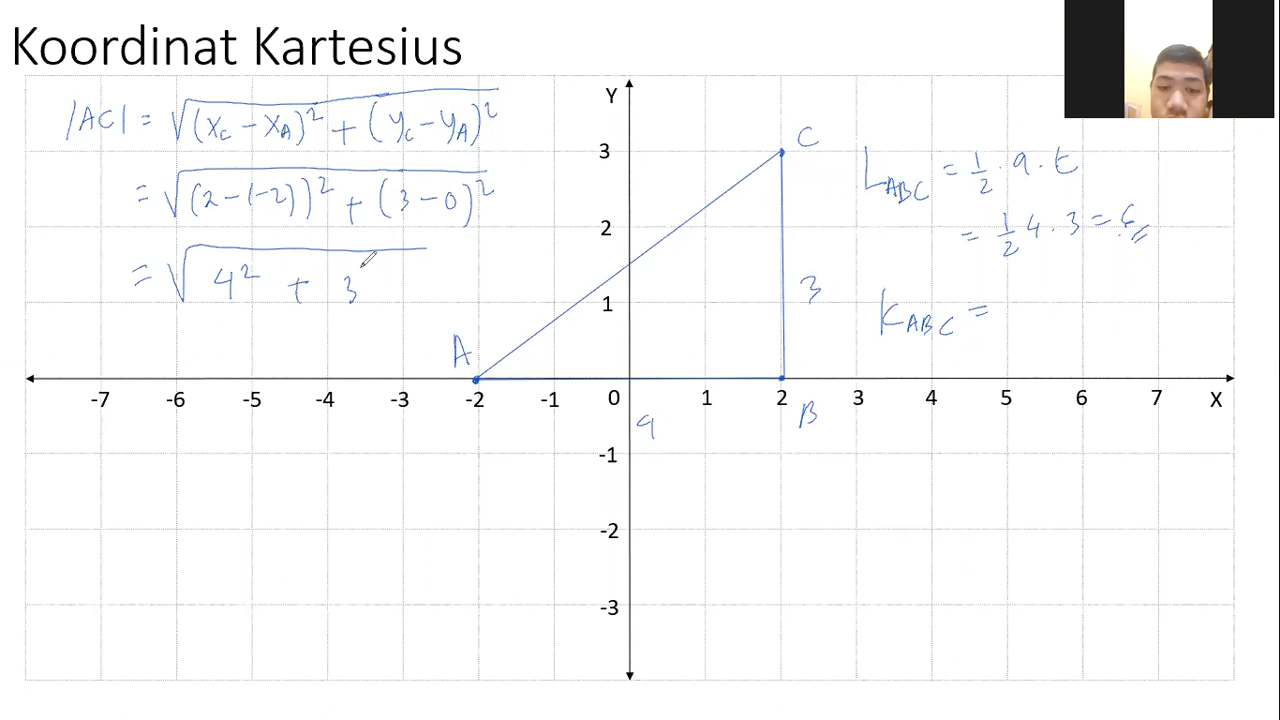 Koordinat Kartesius
|AC| = √(x_C - x_A)² + (y_C - y_A)²
= √(2-(-2))² + (3-0)²
= √4² + 3
Y
C
3
2
1
3
A
-7 -6 -5 -4 -3 -2 -1 0 1 2 3 4 5 6 7 X
4
B
-1
-2
-3
L_ABC = 1/2 . a . t
= 1/2 4 . 3 = 6
K_ABC =